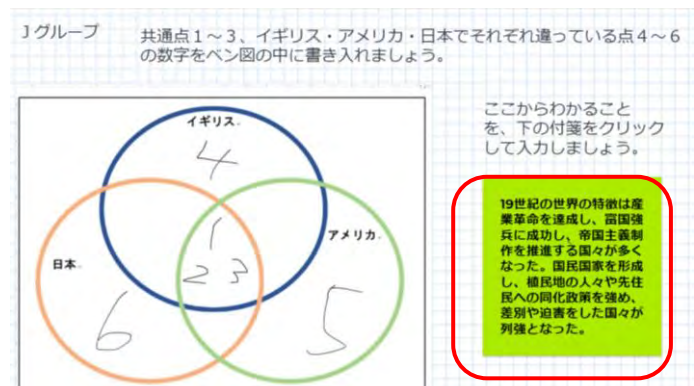 Jグループ
共通点1~3、イギリス・アメリカ・日本でそれぞれ違っている点4~6
の数字をベン図の中に書き入れましょう。
イギリス
4
1
2 3
アメリカ
日本
6
5
ここからわかること
を、下の付箋をクリック
して入力しましょう。
19世紀の世界の特徴は産
業革命を達成し、富国強
兵に成功し、帝国主義制
作を推進する国々が多く
なった。国民国家を形成
し、植民地の人々や先住
民への同化政策を強め、
差別や迫害をした国々が
列強となった。